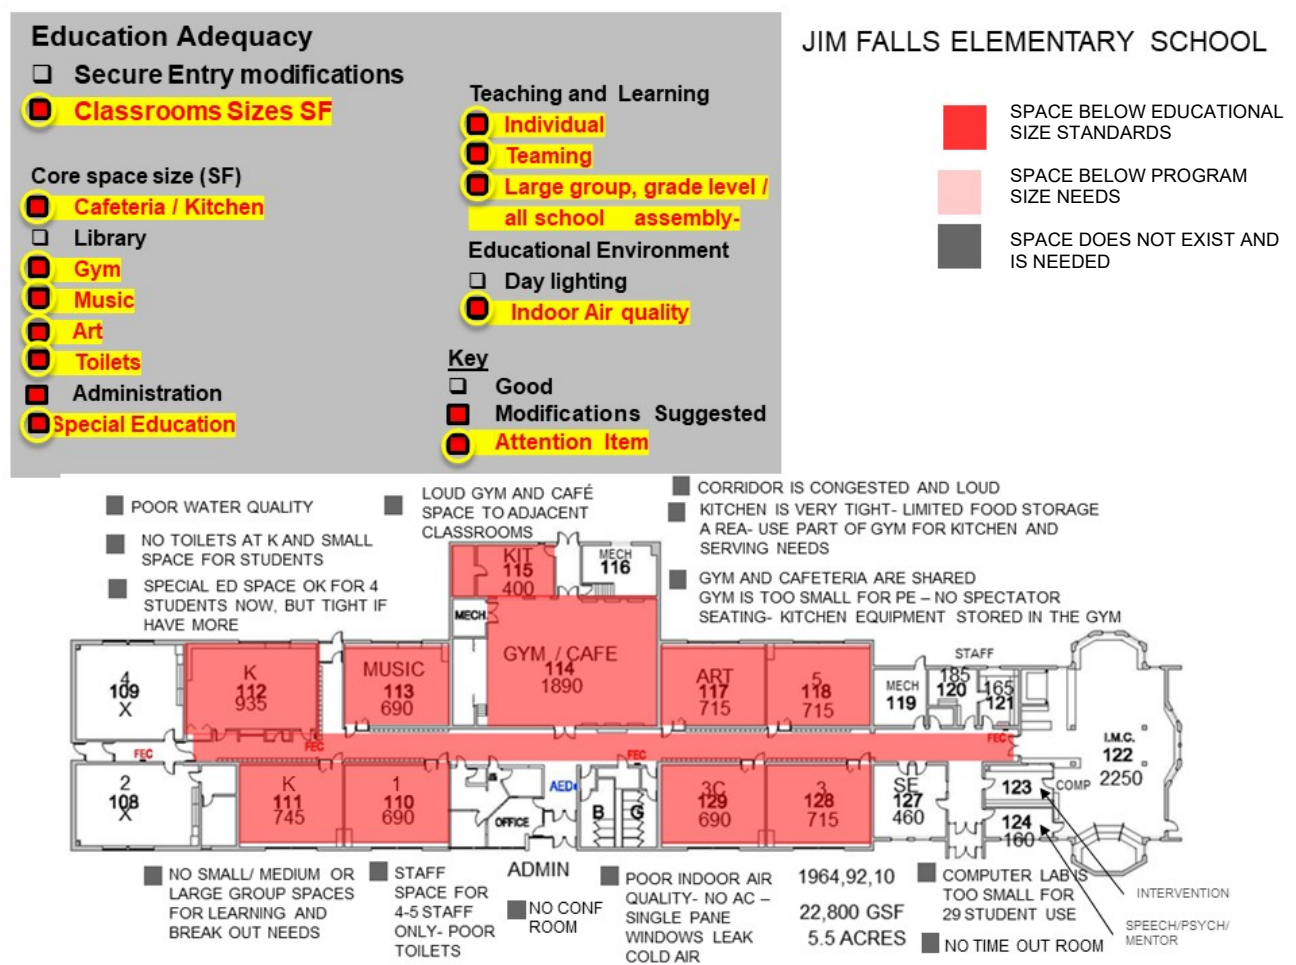 Education Adequacy
Secure Entry modifications
Classrooms Sizes SF
Core space size (SF)
Cafeteria / Kitchen
Library
Gym
Music
Art
Toilets
Administration
Special Education
Teaching and Learning
Individual
Teaming
Large group, grade level /
all school assembly-
Educational Environment
Day lighting
Indoor Air quality
Key
Good
Modifications Suggested
Attention Item
JIM FALLS ELEMENTARY SCHOOL
SPACE BELOW EDUCATIONAL
SIZE STANDARDS
SPACE BELOW PROGRAM
SIZE NEEDS
SPACE DOES NOT EXIST AND
IS NEEDED
POOR WATER QUALITY
NO TOILETS AT K AND SMALL
SPACE FOR STUDENTS
SPECIAL ED SPACE OK FOR 4
STUDENTS NOW, BUT TIGHT IF
HAVE MORE
LOUD GYM AND CAFÉ
SPACE TO ADJACENT
CLASSROOMS
CORRIDOR IS CONGESTED AND LOUD
KITCHEN IS VERY TIGHT- LIMITED FOOD STORAGE
A REA- USE PART OF GYM FOR KITCHEN AND
SERVING NEEDS
GYM AND CAFETERIA ARE SHARED
GYM IS TOO SMALL FOR PE – NO SPECTATOR
SEATING- KITCHEN EQUIPMENT STORED IN THE GYM
KIT
115
400
MECH
116
MECH.
4
109
X
K
112
935
MUSIC
113
690
GYM / CAFE
114
1890
ART
117
715
5
118
715
MECH
119
STAFF
185
120
165
121
I.M.C.
122
2250
FEC
FEC
FEC
FEC
2
108
X
K
111
745
1
110
690
OFFICE
AED
B
G
3C
129
690
3
128
715
SE
127
460
123
COMP
124
160
NO SMALL/ MEDIUM OR
LARGE GROUP SPACES
FOR LEARNING AND
BREAK OUT NEEDS
STAFF
SPACE FOR
4-5 STAFF
ONLY- POOR
TOILETS
ADMIN
NO CONF
ROOM
POOR INDOOR AIR
QUALITY- NO AC –
SINGLE PANE
WINDOWS LEAK
COLD AIR
1964,92,10
22,800 GSF
5.5 ACRES
COMPUTER LAB IS
TOO SMALL FOR
29 STUDENT USE
NO TIME OUT ROOM
INTERVENTION
SPEECH/PSYCH/
MENTOR